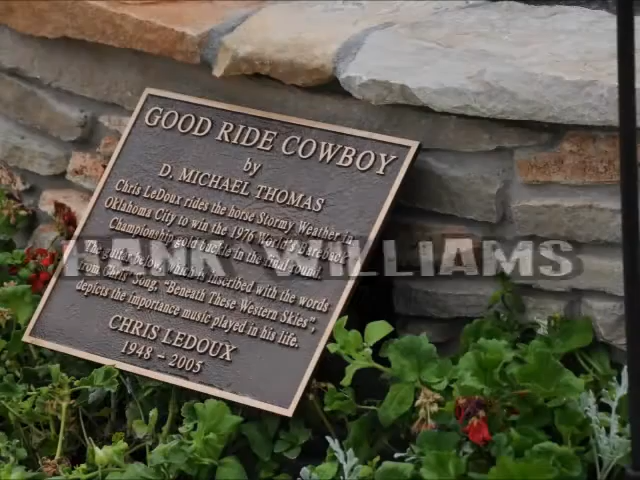 GOOD RIDE COWBOY
by
D. MICHAEL THOMAS
Chris LeDoux rides the horse Stormy Weather in
Oklahoma City to win the 1976 World's Bareback
Championship gold buckle in the final round.
The guitar below, which is inscribed with the words
from Chris' Song, "Beneath These Western Skies",
depicts the importance music played in his life.
CHRIS LEDOUX
1948 - 2005
HANK WILLIAMS